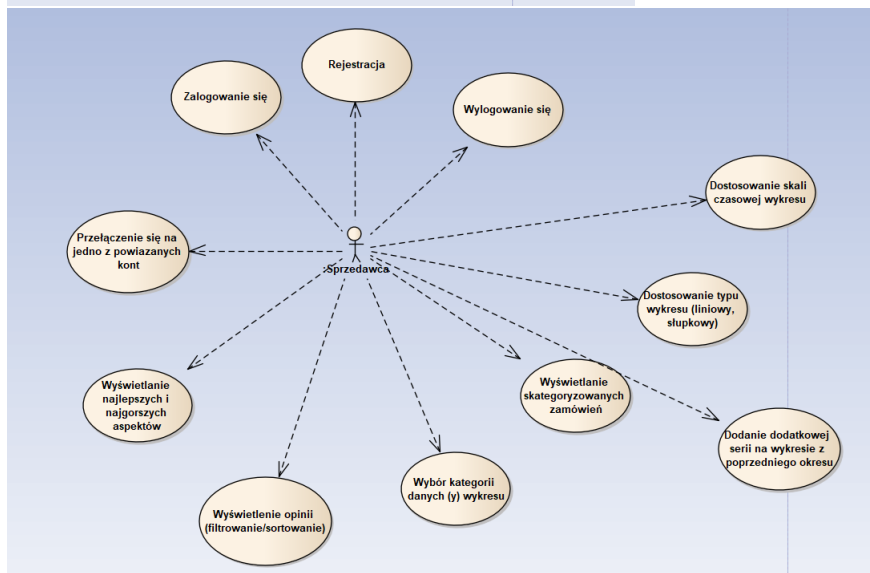 Rejestracja
Zalogowanie się
Wylogowanie się
Dostosowanie skali
czasowej wykresu
Przełączenie się na
jedno z powiazanych
kont
Sprzedawca
Dostosowanie typu
wykresu (liniowy,
słupkowy)
Wyświetlanie
najlepszych i
najgorszych
aspektów
Wyświetlanie
skategoryzowanych
zamówień
Dodanie dodatkowej
serii na wykresie z
poprzedniego okresu
Wybór kategorii
danych (y) wykresu
Wyświetlenie opinii
(filtrowanie/sortowanie)